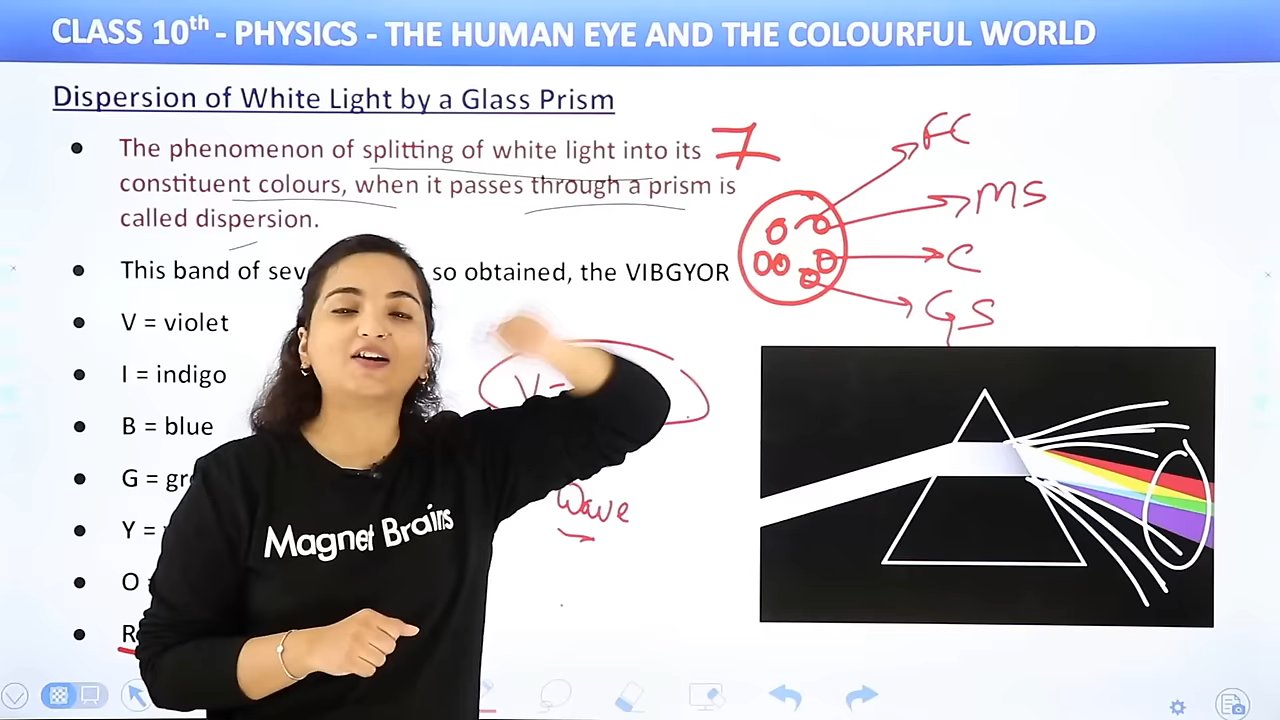 CLASS 10th - PHYSICS - THE HUMAN EYE AND THE COLOURFUL WORLD
Dispersion of White Light by a Glass Prism
The phenomenon of splitting of white light into its
constituent colours, when it passes through a prism is
called dispersion.
This band of sev so obtained, the VIBGYOR
V = violet
I = indigo
B = blue
G = gr
Y =
O =
R
7
FC
MS
C
GS
V-
Wave
Magnet Brains